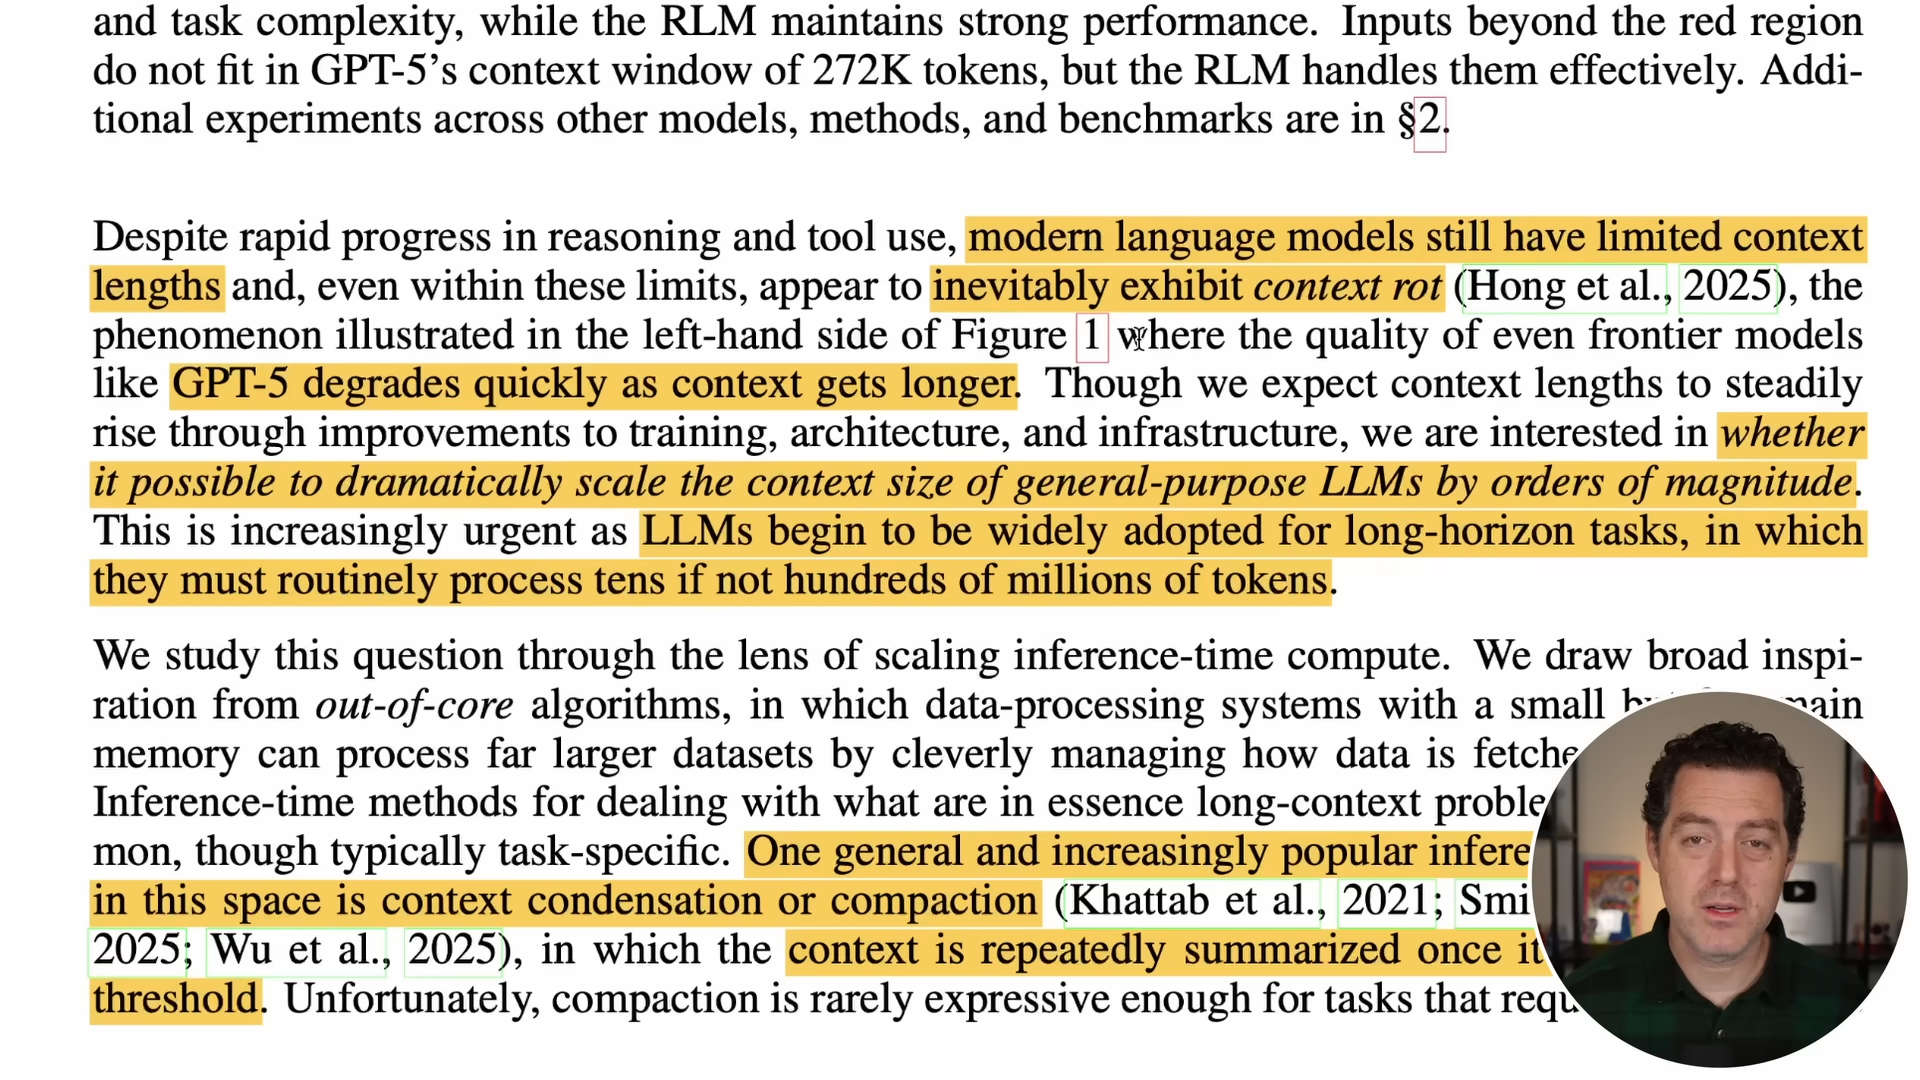 and task complexity, while the RLM maintains strong performance. Inputs beyond the red region
do not fit in GPT-5’s context window of 272K tokens, but the RLM handles them effectively. Addi-
tional experiments across other models, methods, and benchmarks are in §2.
Despite rapid progress in reasoning and tool use, modern language models still have limited context
lengths and, even within these limits, appear to inevitably exhibit context rot (Hong et al., 2025), the
phenomenon illustrated in the left-hand side of Figure 1 where the quality of even frontier models
like GPT-5 degrades quickly as context gets longer. Though we expect context lengths to steadily
rise through improvements to training, architecture, and infrastructure, we are interested in whether
it possible to dramatically scale the context size of general-purpose LLMs by orders of magnitude.
This is increasingly urgent as LLMs begin to be widely adopted for long-horizon tasks, in which
they must routinely process tens if not hundreds of millions of tokens.
We study this question through the lens of scaling inference-time compute. We draw broad inspi-
ration from out-of-core algorithms, in which data-processing systems with a small main
memory can process far larger datasets by cleverly managing how data is
Inference-time methods for dealing with what are in essence long-context
mon, though typically task-specific. One general and increasingly popular
in this space is context condensation or compaction (Khattab et al., 2021;
2025; Wu et al., 2025), in which the context is repeatedly summarized once it
threshold. Unfortunately, compaction is rarely expressive enough for tasks that